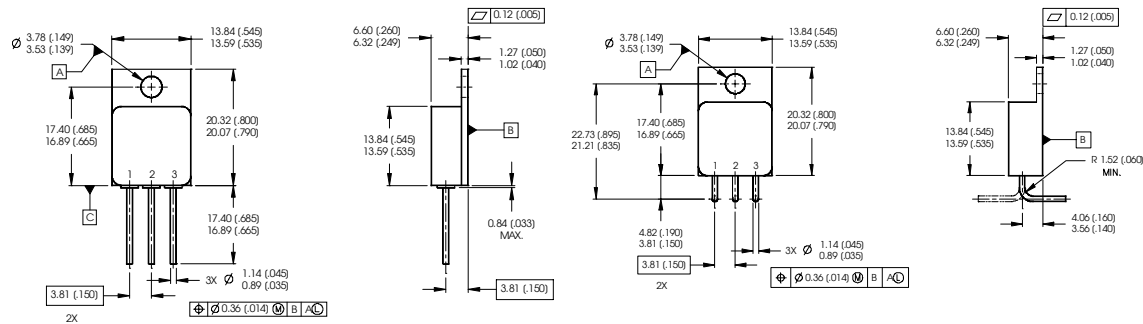 Ø 3.78 (.149)
3.53 (.139)
13.84 (.545)
13.59 (.535)
A
17.40 (.685)
16.89 (.665)
20.32 (.800)
20.07 (.790)
1 2 3
C
17.40 (.685)
16.89 (.665)
3X Ø 1.14 (.045)
0.89 (.035)
3.81 (.150)
2X
⌖ Ø 0.36 (.014) Ⓜ B A Ⓛ
⏥ 0.12 (.005)
6.60 (.260)
6.32 (.249)
1.27 (.050)
1.02 (.040)
13.84 (.545)
13.59 (.535)
B
0.84 (.033)
MAX.
3.81 (.150)
Ø 3.78 (.149)
3.53 (.139)
13.84 (.545)
13.59 (.535)
A
22.73 (.895)
21.21 (.835)
17.40 (.685)
16.89 (.665)
20.32 (.800)
20.07 (.790)
1 2 3
4.82 (.190)
3.81 (.150)
3X Ø 1.14 (.045)
0.89 (.035)
3.81 (.150)
2X
⌖ Ø 0.36 (.014) Ⓜ B A Ⓛ
⏥ 0.12 (.005)
6.60 (.260)
6.32 (.249)
1.27 (.050)
1.02 (.040)
13.84 (.545)
13.59 (.535)
B
R 1.52 (.060)
MIN.
4.06 (.160)
3.56 (.140)